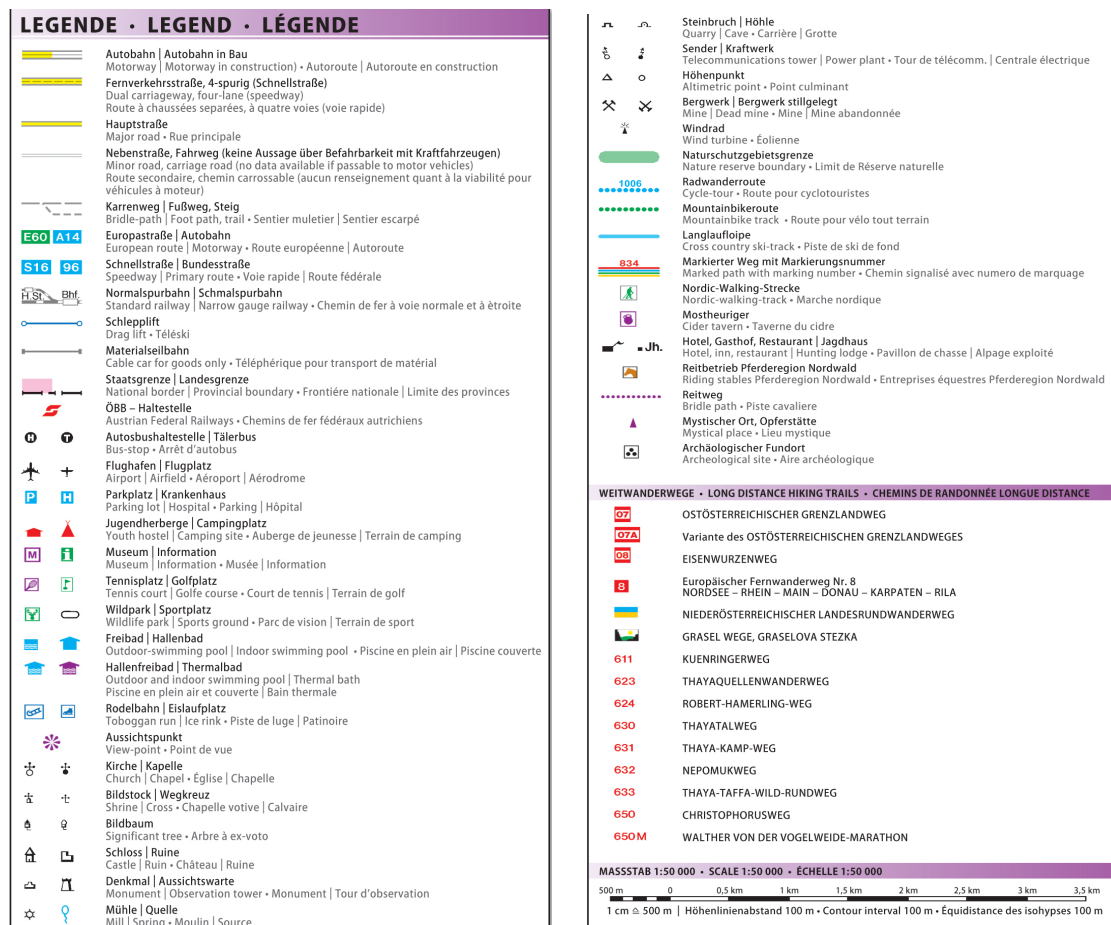 LEGENDE · LEGEND · LÉGENDE
Autobahn | Autobahn in Bau
Motorway | Motorway in construction) • Autoroute | Autoroute en construction
Fernverkehrsstraße, 4-spurig (Schnellstraße)
Dual carriageway, four-lane (speedway)
Route à chaussées separées, à quatre voies (voie rapide)
Hauptstraße
Major road • Rue principale
Nebenstraße, Fahrweg (keine Aussage über Befahrbarkeit mit Kraftfahrzeugen)
Minor road, carriage road (no data available if passable to motor vehicles)
Route secondaire, chemin carrossable (aucun renseignement quant à la viabilité pour
véhicules à moteur)
Karrenweg | Fußweg, Steig
Bridle-path | Foot path, trail • Sentier muletier | Sentier escarpé
E60 A14 Europastraße | Autobahn
European route | Motorway • Route européenne | Autoroute
S16 96 Schnellstraße | Bundesstraße
Speedway | Primary route • Voie rapide | Route fédérale
H.St. Bhf. Normalspurbahn | Schmalspurbahn
Standard railway | Narrow gauge railway • Chemin de fer à voie normale et à ètroite
Schlepplift
Drag lift • Téléski
Materialseilbahn
Cable car for goods only • Téléphérique pour transport de matérial
Staatsgrenze | Landesgrenze
National border | Provincial boundary • Frontiére nationale | Limite des provinces
ÖBB – Haltestelle
Austrian Federal Railways • Chemins de fer fédéraux autrichiens
H T Autosbushaltestelle | Tälerbus
Bus-stop • Arrêt d'autobus
Flughafen | Flugplatz
Airport | Airfield • Aéroport | Aérodrome
P H Parkplatz | Krankenhaus
Parking lot | Hospital • Parking | Hôpital
Jugendherberge | Campingplatz
Youth hostel | Camping site • Auberge de jeunesse | Terrain de camping
M i Museum | Information
Museum | Information • Musée | Information
Tennisplatz | Golfplatz
Tennis court | Golfe course • Court de tennis | Terrain de golf
Wildpark | Sportplatz
Wildlife park | Sports ground • Parc de vision | Terrain de sport
Freibad | Hallenbad
Outdoor-swimming pool | Indoor swimming pool • Piscine en plein air | Piscine couverte
Hallenfreibad | Thermalbad
Outdoor and indoor swimming pool | Thermal bath
Piscine en plein air et couverte | Bain thermale
Rodelbahn | Eislaufplatz
Toboggan run | Ice rink • Piste de luge | Patinoire
Aussichtspunkt
View-point • Point de vue
Kirche | Kapelle
Church | Chapel • Église | Chapelle
Bildstock | Wegkreuz
Shrine | Cross • Chapelle votive | Calvaire
Bildbaum
Significant tree • Arbre à ex-voto
Schloss | Ruine
Castle | Ruin • Château | Ruine
Denkmal | Aussichtswarte
Monument | Observation tower • Monument | Tour d'observation
Mühle | Quelle
Mill | Spring • Moulin | Source
Steinbruch | Höhle
Quarry | Cave • Carrière | Grotte
Sender | Kraftwerk
Telecommunications tower | Power plant • Tour de télécomm. | Centrale électrique
Höhenpunkt
Altimetric point • Point culminant
Bergwerk | Bergwerk stillgelegt
Mine | Dead mine • Mine | Mine abandonnée
Windrad
Wind turbine • Éolienne
Naturschutzgebietsgrenze
Nature reserve boundary • Limit de Réserve naturelle
1006 Radwanderroute
Cycle-tour • Route pour cyclotouristes
Mountainbikeroute
Mountainbike track • Route pour vélo tout terrain
Langlaufloipe
Cross country ski-track • Piste de ski de fond
834 Markierter Weg mit Markierungsnummer
Marked path with marking number • Chemin signalisé avec numero de marquage
Nordic-Walking-Strecke
Nordic-walking-track • Marche nordique
Mostheuriger
Cider tavern • Taverne du cidre
Jh. Hotel, Gasthof, Restaurant | Jagdhaus
Hotel, inn, restaurant | Hunting lodge • Pavillon de chasse | Alpage exploité
Reitbetrieb Pferderegion Nordwald
Riding stables Pferderegion Nordwald • Entreprises équestres Pferderegion Nordwald
Reitweg
Bridle path • Piste cavaliere
Mystischer Ort, Opferstätte
Mystical place • Lieu mystique
Archäologischer Fundort
Archeological site • Aire archéologique
WEITWANDERWEGE • LONG DISTANCE HIKING TRAILS • CHEMINS DE RANDONNÉE LONGUE DISTANCE
07 OSTÖSTERREICHISCHER GRENZLANDWEG
07A Variante des OSTÖSTERREICHISCHEN GRENZLANDWEGES
08 EISENWURZENWEG
8 Europäischer Fernwanderweg Nr. 8
NORDSEE – RHEIN – MAIN – DONAU – KARPATEN – RILA
NIEDERÖSTERREICHISCHER LANDESRUNDWANDERWEG
GRASEL WEGE, GRASELOVA STEZKA
611 KUENRINGERWEG
623 THAYAQUELLENWANDERWEG
624 ROBERT-HAMERLING-WEG
630 THAYATALWEG
631 THAYA-KAMP-WEG
632 NEPOMUKWEG
633 THAYA-TAFFA-WILD-RUNDWEG
650 CHRISTOPHORUSWEG
650M WALTHER VON DER VOGELWEIDE-MARATHON
MASSSTAB 1:50 000 • SCALE 1:50 000 • ÉCHELLE 1:50 000
500 m 0 0,5 km 1 km 1,5 km 2 km 2,5 km 3 km 3,5 km
1 cm ≙ 500 m | Höhenlinienabstand 100 m • Contour interval 100 m • Équidistance des isohypses 100 m